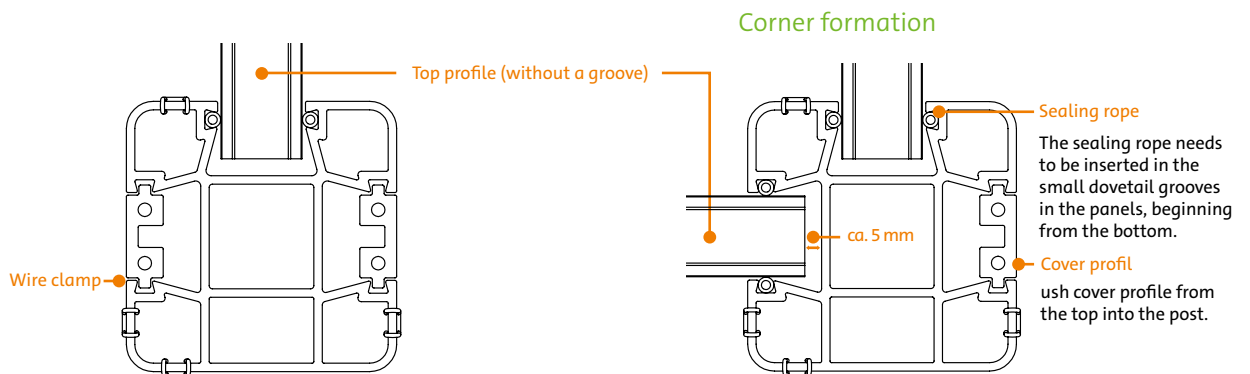 Corner formation
Top profile (without a groove)
Sealing rope
The sealing rope needs
to be inserted in the
small dovetail grooves
in the panels, beginning
from the bottom.
ca. 5 mm
Wire clamp
Cover profil
ush cover profile from
the top into the post.